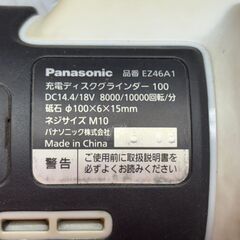 Panasonic 品番 EZ46A1
充電ディスクグラインダー 100
DC14.4/18V 8000/10000回転/分
砥石 φ100×6×15mm
ネジサイズ M10
パナソニック株式会社
Made in China
警告
ご使用前に取扱説明書を
必ずよくお読みください